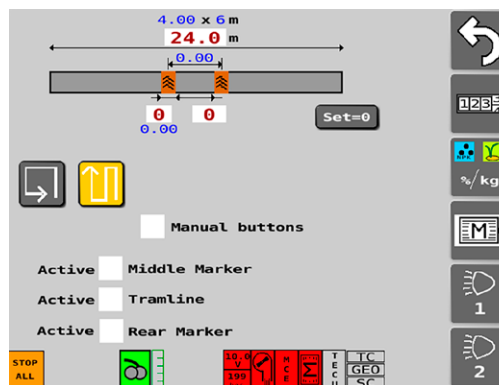 4.00 x 6 m
24.0 m
0.00
0 0
0.00
Set=0
123
NPK
%/kg
M
Manual buttons
Active Middle Marker
Active Tramline
Active Rear Marker
1
2
STOP
ALL
10.0
V
199
MCE
TECU
TC
GEO
SC